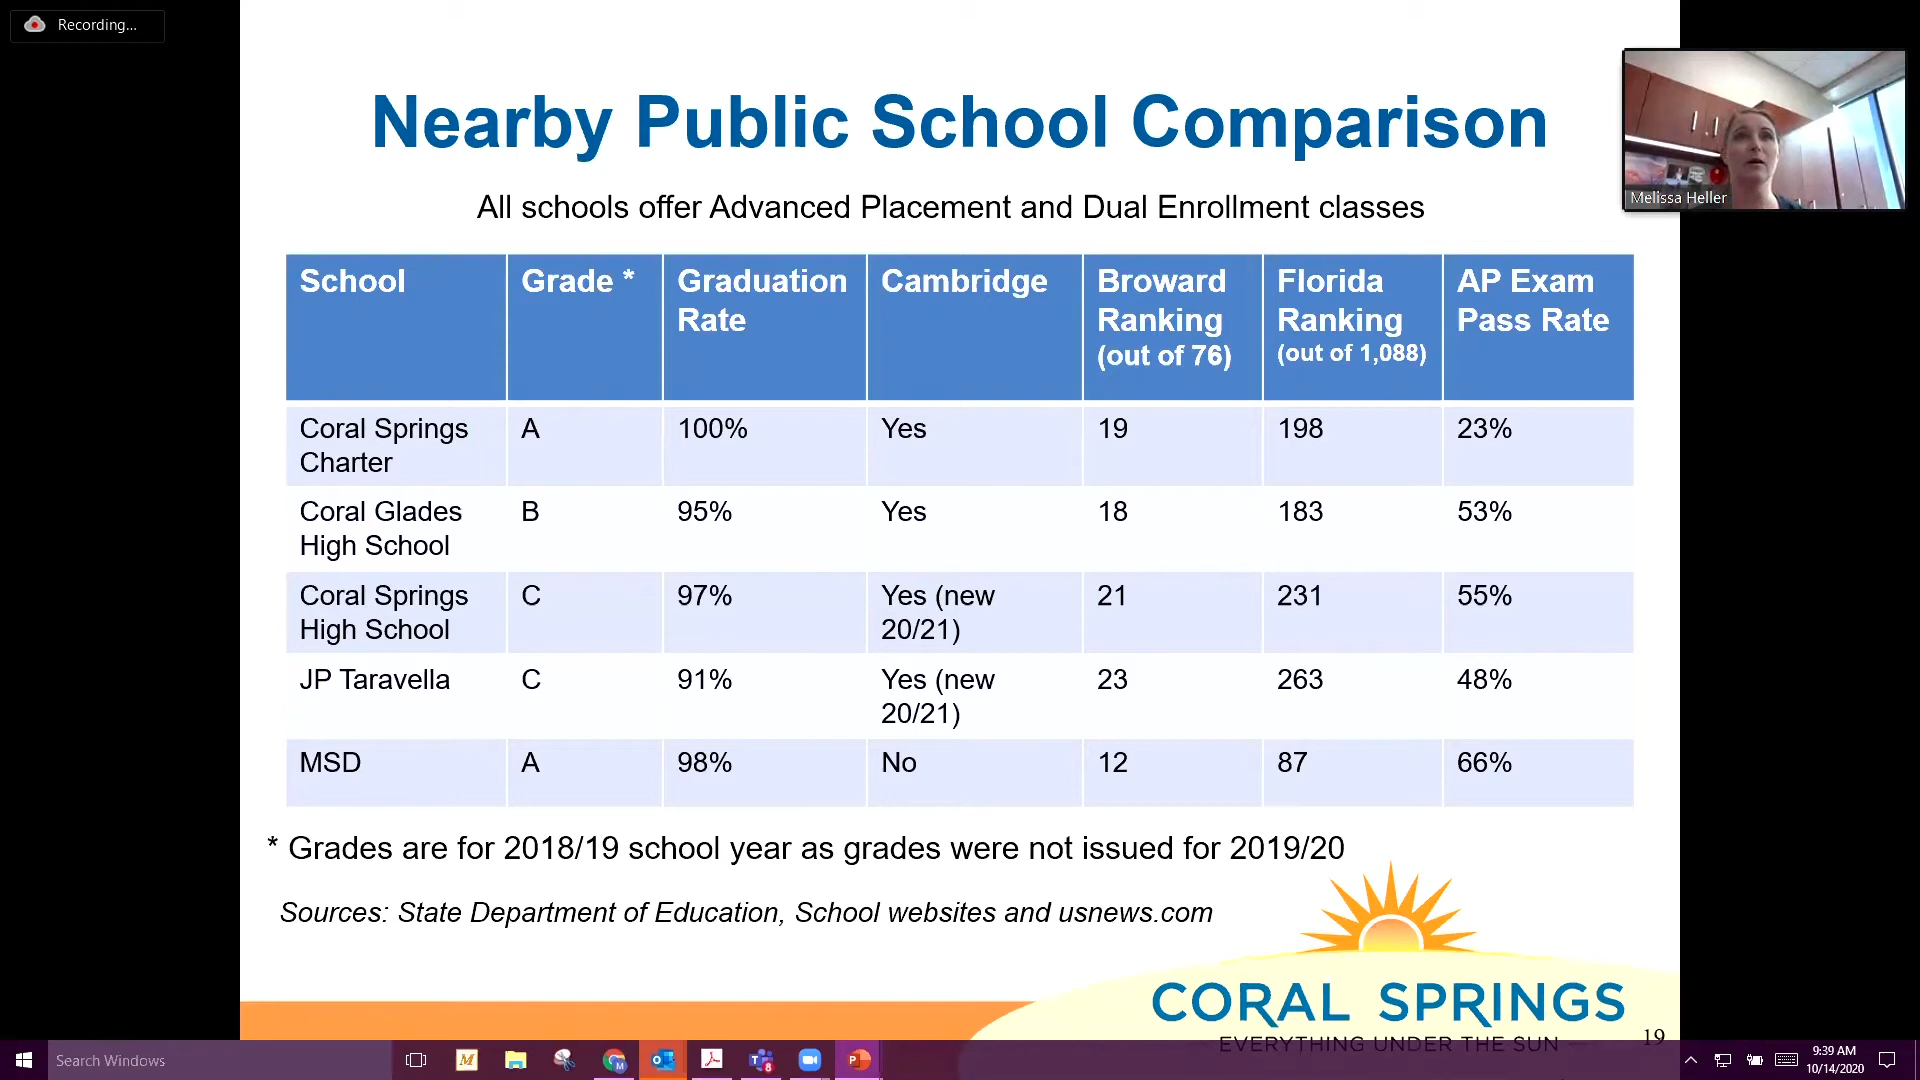 Recording...
Nearby Public School Comparison
All schools offer Advanced Placement and Dual Enrollment classes
Melissa Heller
School
Grade *
Graduation
Rate
Cambridge
Broward
Ranking
(out of 76)
Florida
Ranking
(out of 1,088)
AP Exam
Pass Rate
Coral Springs
Charter
A
100%
Yes
19
198
23%
Coral Glades
High School
B
95%
Yes
18
183
53%
Coral Springs
High School
C
97%
Yes (new
20/21)
21
231
55%
JP Taravella
C
91%
Yes (new
20/21)
23
263
48%
MSD
A
98%
No
12
87
66%
* Grades are for 2018/19 school year as grades were not issued for 2019/20
Sources: State Department of Education, School websites and usnews.com
CORAL SPRINGS
EVERYTHING UNDER THE SUN
19
Search Windows
9:39 AM
10/14/2020